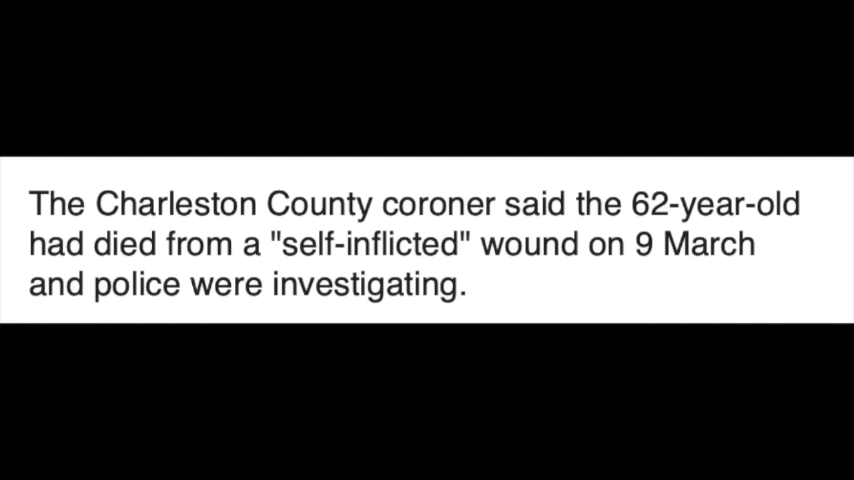 The Charleston County coroner said the 62-year-old
had died from a "self-inflicted" wound on 9 March
and police were investigating.